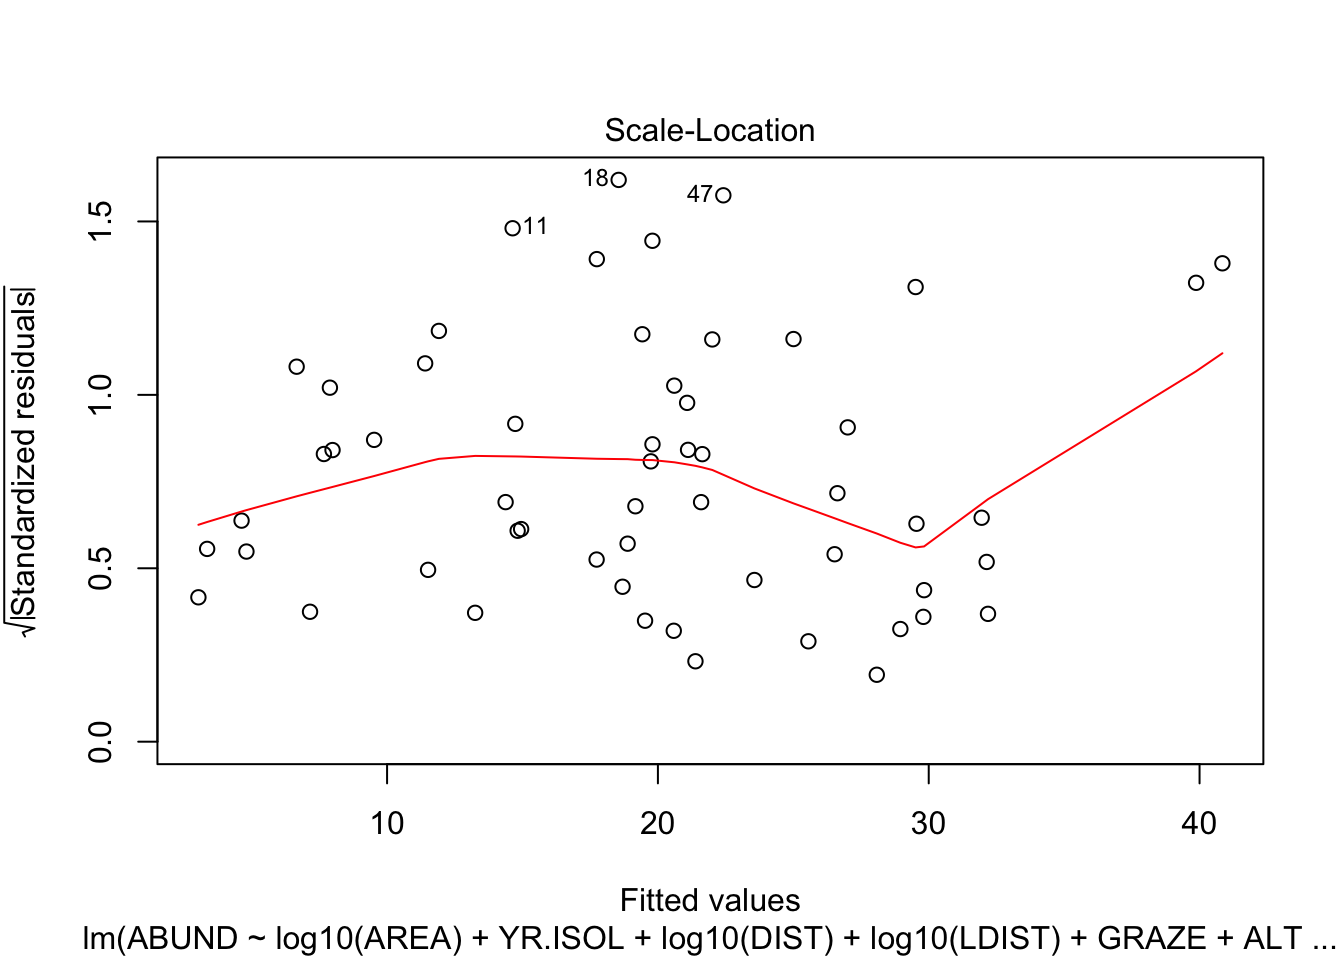 Scale-Location
√|Standardized residuals|
1.5
1.0
0.5
0.0
18
47
11
10 20 30 40
Fitted values
lm(ABUND ~ log10(AREA) + YR.ISOL + log10(DIST) + log10(LDIST) + GRAZE + ALT ...